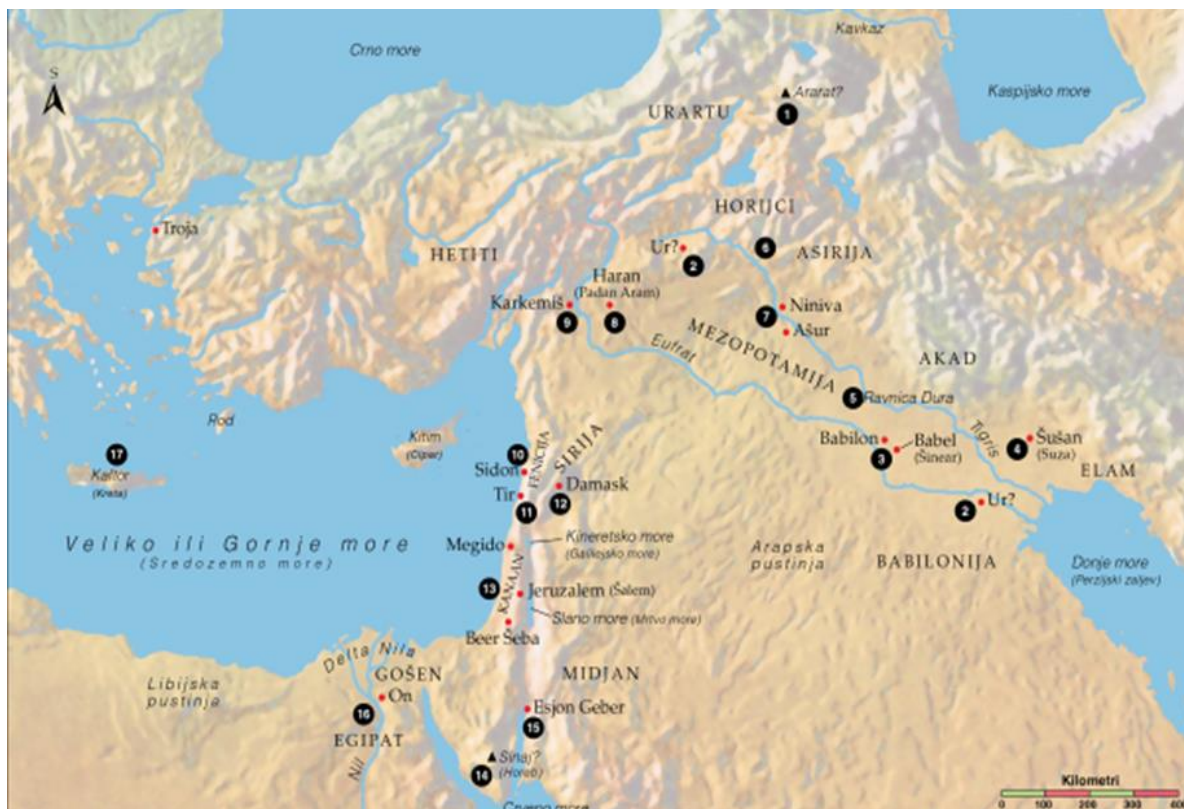 Crno more
Kavkaz
Kaspijsko more
S
Ararat?
1
URARTU
HORIJCI
Troja
HETITI
Ur?
2
6
ASIRIJA
Haran
(Padan Aram)
Karkemiš
9
8
Niniva
7
Ašur
MEZOPOTAMIJA
Eufrat
AKAD
5
Ravnica Dura
Tigris
Rod
Kitim
(Cipar)
17
Kaftor
(Kreta)
10
Sidon
FENICIJA
SIRIJA
Tir
11
Damask
12
Babilon
3
Babel
(Šinear)
4
Šušan
(Suza)
ELAM
2
Ur?
Veliko ili Gornje more
(Sredozemno more)
Megido
Kineretsko more
(Galilejsko more)
Arapska
pustinja
BABILONIJA
Donje more
(Perzijski zaljev)
13
KANAAN
Jeruzalem (Šalem)
Slano more (Mrtvo more)
Beer Šeba
Delta Nila
GOŠEN
MIDJAN
Libijska
pustinja
On
16
EGIPAT
Nil
Esjon Geber
15
Sinaj?
(Horeb)
14
Crveno more
Kilometri
0 100 200 300 400